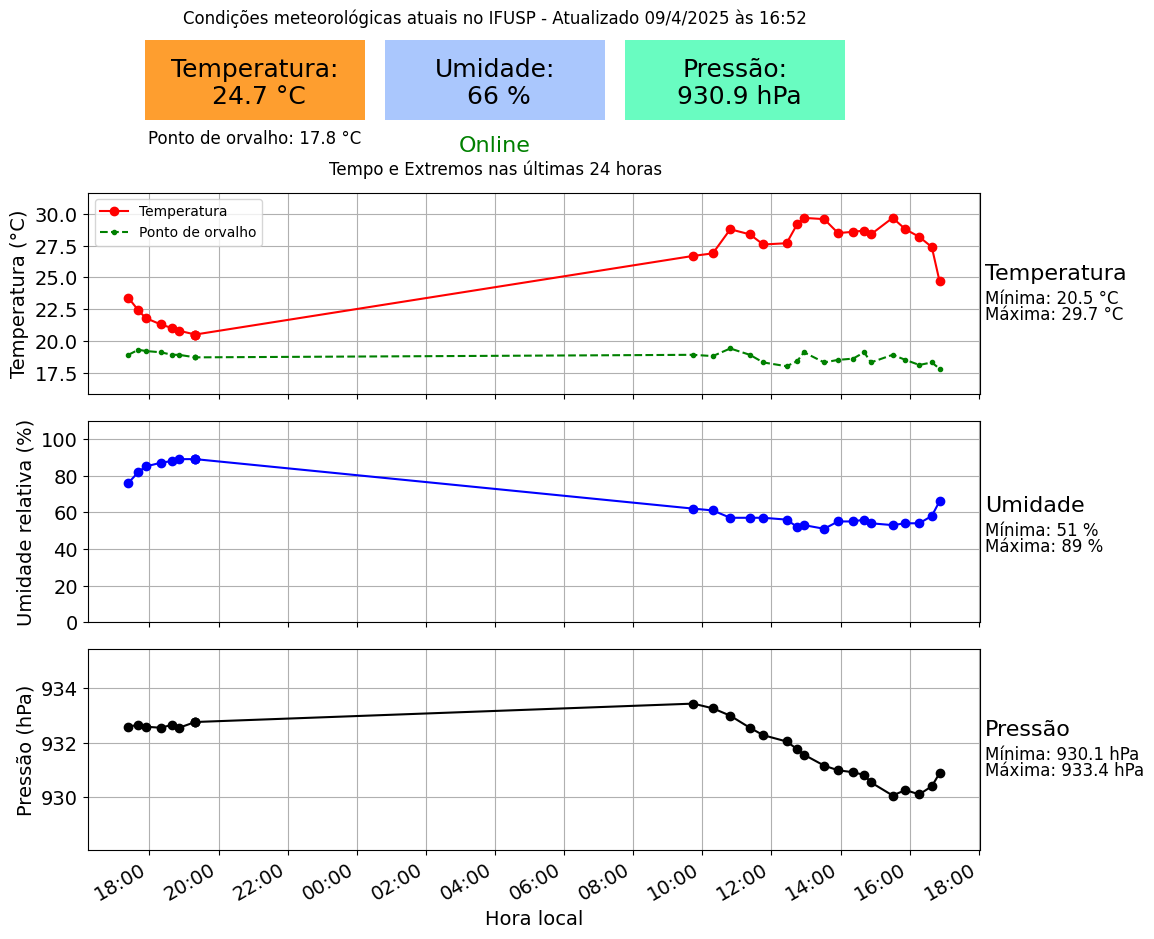 Condições meteorológicas atuais no IFUSP - Atualizado 09/4/2025 às 16:52
Temperatura:
24.7 °C
Umidade:
66 %
Pressão:
930.9 hPa
Ponto de orvalho: 17.8 °C
Online
Tempo e Extremos nas últimas 24 horas
Temperatura (°C)
30.0
27.5
25.0
22.5
20.0
17.5
Temperatura
Ponto de orvalho
Temperatura
Mínima: 20.5 °C
Máxima: 29.7 °C
Umidade relativa (%)
100
80
60
40
20
0
Umidade
Mínima: 51 %
Máxima: 89 %
Pressão (hPa)
934
932
930
Pressão
Mínima: 930.1 hPa
Máxima: 933.4 hPa
18:00
20:00
22:00
00:00
02:00
04:00
06:00
08:00
10:00
12:00
14:00
16:00
18:00
Hora local